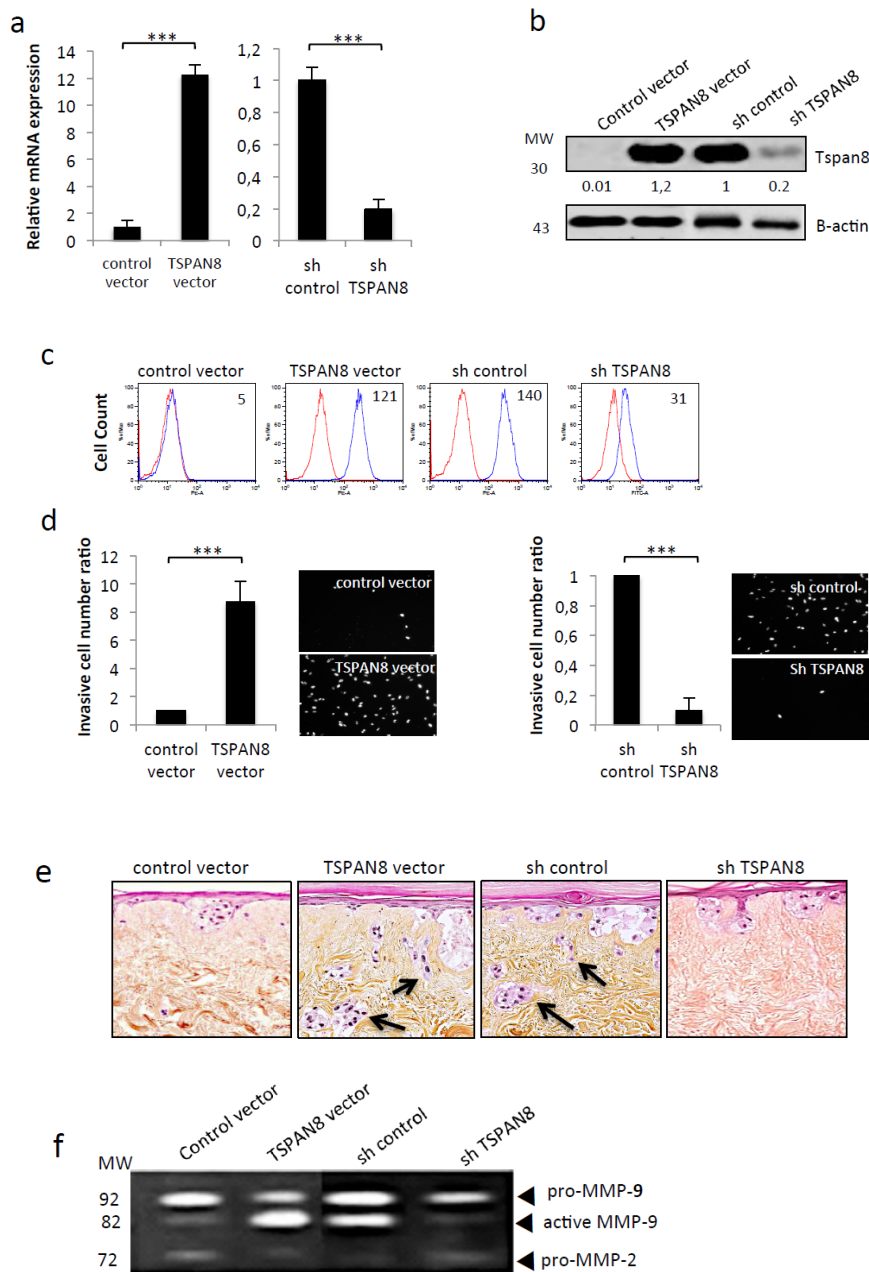 a
***
***
Relative mRNA expression
14
12
10
8
6
4
2
0
control vector
TSPAN8 vector
1,2
1
0,8
0,6
0,4
0,2
0
sh control
sh TSPAN8
b
Control vector
TSPAN8 vector
sh control
sh TSPAN8
MW
30
Tspan8
0.01 1,2 1 0.2
43
B-actin
c
control vector
TSPAN8 vector
sh control
sh TSPAN8
Cell Count
5
121
140
31
PE-A
PE-A
PE-A
FITC-A
d
***
Invasive cell number ratio
12
10
8
6
4
2
0
control vector
TSPAN8 vector
control vector
TSPAN8 vector
***
Invasive cell number ratio
1
0,8
0,6
0,4
0,2
0
sh control
sh TSPAN8
sh control
Sh TSPAN8
e
control vector
TSPAN8 vector
sh control
sh TSPAN8
f
Control vector
TSPAN8 vector
sh control
sh TSPAN8
MW
92
pro-MMP-9
82
active MMP-9
72
pro-MMP-2